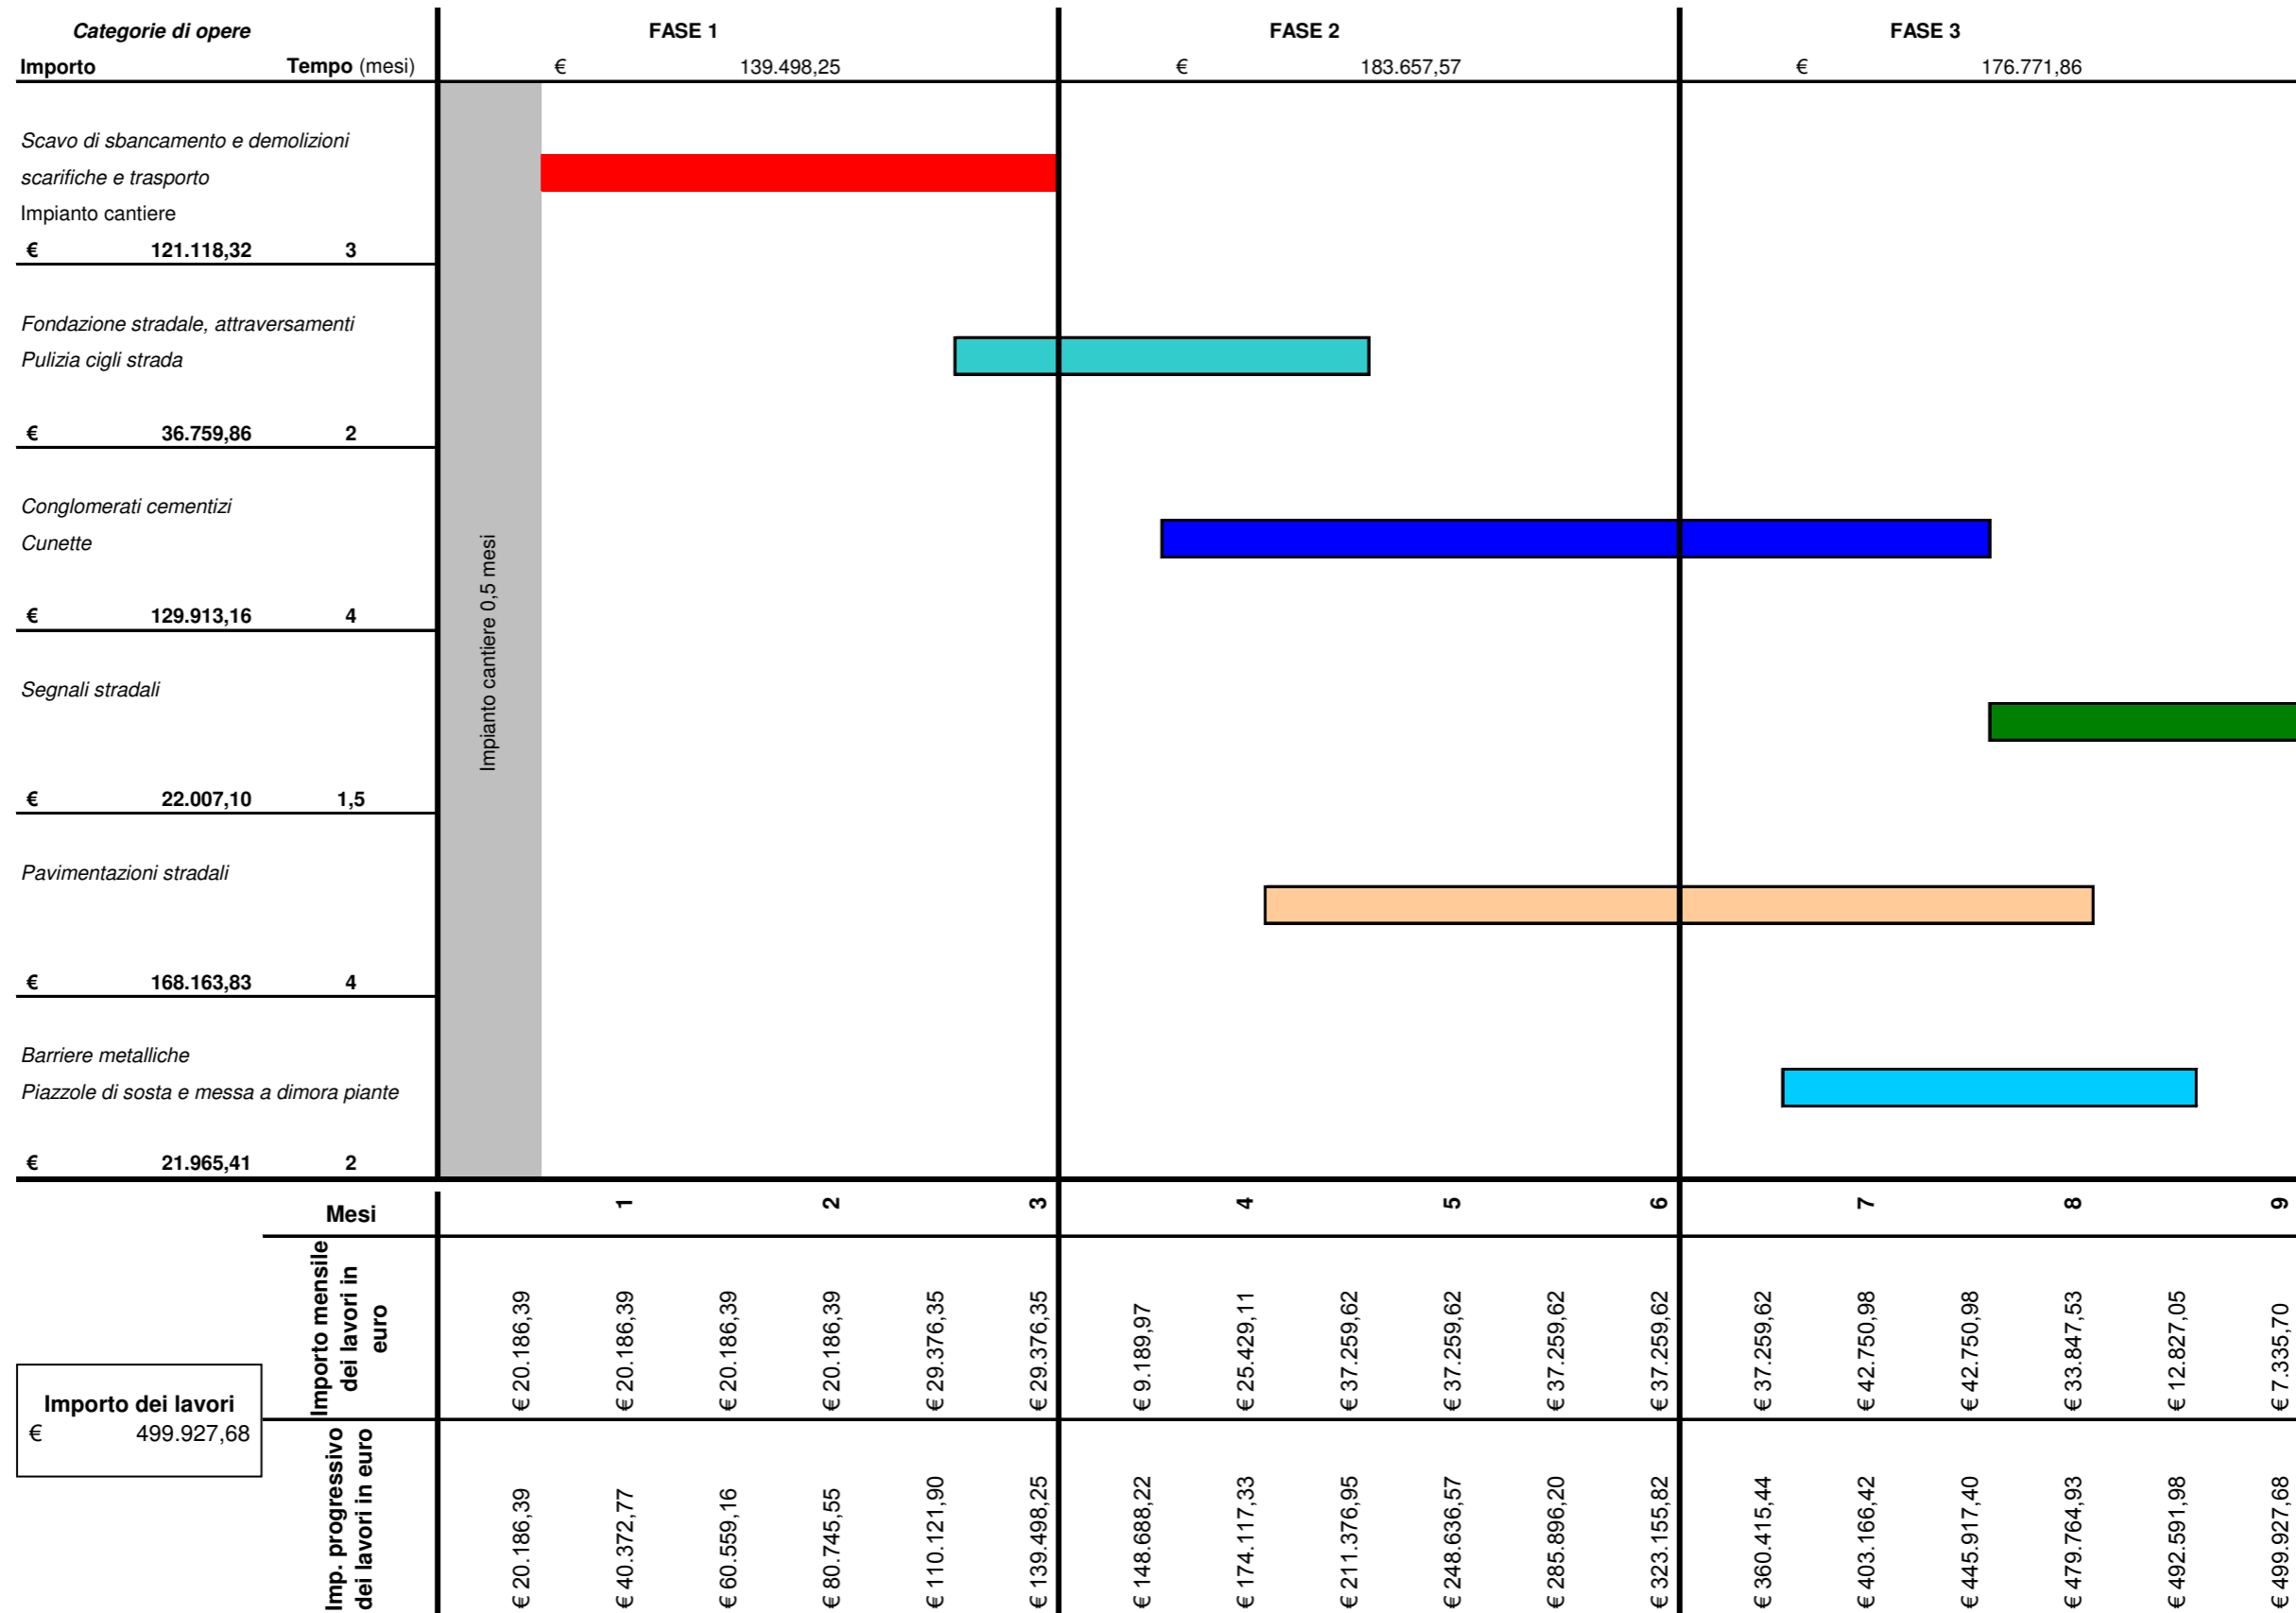 Categorie di opere FASE 1 FASE 2 FASE 3
Importo Tempo (mesi) € 139.498,25 € 183.657,57 € 176.771,86
Scavo di sbancamento e demolizioni
scarifiche e trasporto
Impianto cantiere
€ 121.118,32 3
Fondazione stradale, attraversamenti
Pulizia cigli strada
€ 36.759,86 2
Conglomerati cementizi
Cunette
€ 129.913,16 4
Impianto cantiere 0,5 mesi
Segnali stradali
€ 22.007,10 1,5
Pavimentazioni stradali
€ 168.163,83 4
Barriere metalliche
Piazzole di sosta e messa a dimora piante
€ 21.965,41 2
Mesi 1 2 3 4 5 6 7 8 9
Importo mensile
dei lavori in
euro
€ 20.186,39 € 20.186,39 € 20.186,39 € 20.186,39 € 29.376,35 € 29.376,35 € 9.189,97 € 25.429,11 € 37.259,62 € 37.259,62 € 37.259,62 € 37.259,62 € 37.259,62 € 42.750,98 € 42.750,98 € 33.847,53 € 12.827,05 € 7.335,70
Importo dei lavori
€ 499.927,68
Imp. progressivo
dei lavori in euro
€ 20.186,39 € 40.372,77 € 60.559,16 € 80.745,55 € 110.121,90 € 139.498,25 € 148.688,22 € 174.117,33 € 211.376,95 € 248.636,57 € 285.896,20 € 323.155,82 € 360.415,44 € 403.166,42 € 445.917,40 € 479.764,93 € 492.591,98 € 499.927,68